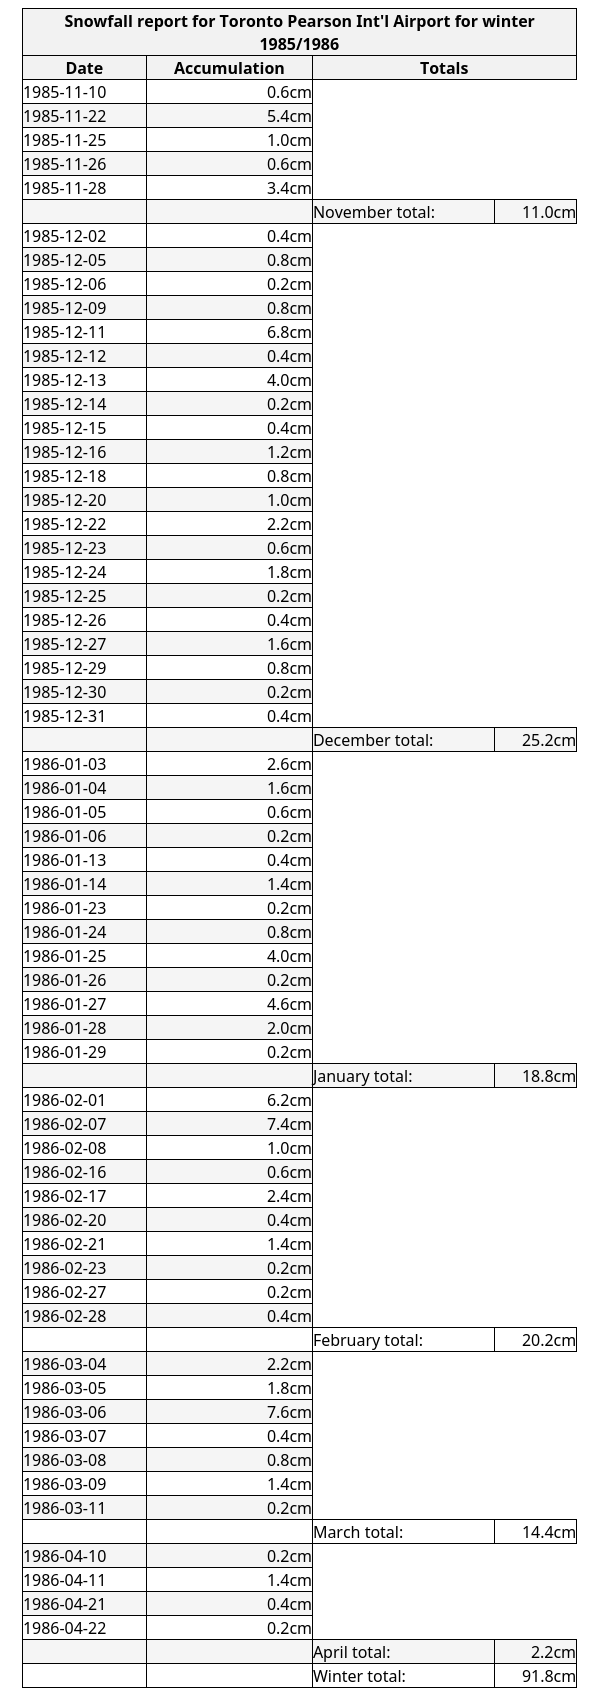 Snowfall report for Toronto Pearson Int'l Airport for winter
1985/1986
Date Accumulation Totals
1985-11-10 0.6cm
1985-11-22 5.4cm
1985-11-25 1.0cm
1985-11-26 0.6cm
1985-11-28 3.4cm
November total: 11.0cm
1985-12-02 0.4cm
1985-12-05 0.8cm
1985-12-06 0.2cm
1985-12-09 0.8cm
1985-12-11 6.8cm
1985-12-12 0.4cm
1985-12-13 4.0cm
1985-12-14 0.2cm
1985-12-15 0.4cm
1985-12-16 1.2cm
1985-12-18 0.8cm
1985-12-20 1.0cm
1985-12-22 2.2cm
1985-12-23 0.6cm
1985-12-24 1.8cm
1985-12-25 0.2cm
1985-12-26 0.4cm
1985-12-27 1.6cm
1985-12-29 0.8cm
1985-12-30 0.2cm
1985-12-31 0.4cm
December total: 25.2cm
1986-01-03 2.6cm
1986-01-04 1.6cm
1986-01-05 0.6cm
1986-01-06 0.2cm
1986-01-13 0.4cm
1986-01-14 1.4cm
1986-01-23 0.2cm
1986-01-24 0.8cm
1986-01-25 4.0cm
1986-01-26 0.2cm
1986-01-27 4.6cm
1986-01-28 2.0cm
1986-01-29 0.2cm
January total: 18.8cm
1986-02-01 6.2cm
1986-02-07 7.4cm
1986-02-08 1.0cm
1986-02-16 0.6cm
1986-02-17 2.4cm
1986-02-20 0.4cm
1986-02-21 1.4cm
1986-02-23 0.2cm
1986-02-27 0.2cm
1986-02-28 0.4cm
February total: 20.2cm
1986-03-04 2.2cm
1986-03-05 1.8cm
1986-03-06 7.6cm
1986-03-07 0.4cm
1986-03-08 0.8cm
1986-03-09 1.4cm
1986-03-11 0.2cm
March total: 14.4cm
1986-04-10 0.2cm
1986-04-11 1.4cm
1986-04-21 0.4cm
1986-04-22 0.2cm
April total: 2.2cm
Winter total: 91.8cm